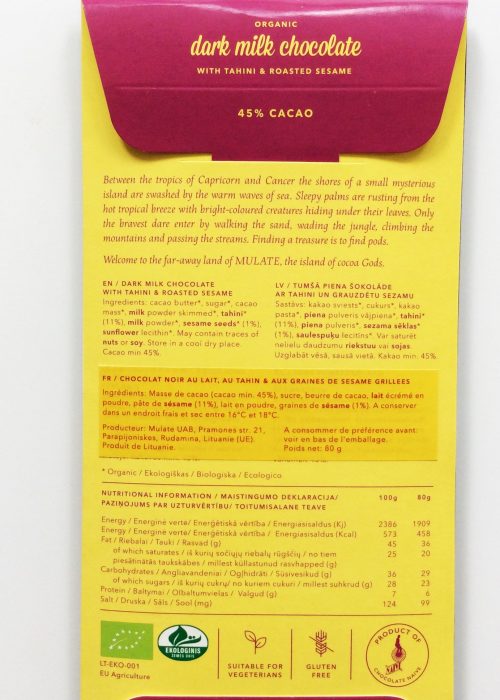 ORGANIC
dark milk chocolate
WITH TAHINI & ROASTED SESAME
45% CACAO
Between the tropics of Capricorn and Cancer the shores of a small mysterious
island are swashed by the warm waves of sea. Sleepy palms are rusting from the
hot tropical breeze with bright-coloured creatures hiding under their leaves. Only
the bravest dare enter by walking the sand, wading the jungle, climbing the
mountains and passing the streams. Finding a treasure is to find pods.
Welcome to the far-away land of MULATE, the island of cocoa Gods.
EN / DARK MILK CHOCOLATE
WITH TAHINI & ROASTED SESAME
Ingredients: cacao butter*, sugar*, cacao
mass*, milk powder skimmed*, tahini*
(11%), milk powder*, sesame seeds* (1%),
sunflower lecithin*. May contain traces of
nuts or soy. Store in a cool dry place.
Cacao min 45%.
LV / TUMŠĀ PIENA ŠOKOLĀDE
AR TAHINI UN GRAUZDĒTU SEZAMU
Sastāvs: kakao sviests*, cukurs*, kakao
pasta*, piena pulveris vājpiena*, tahini*
(11%), piena pulveris*, sezama sēklas*
(1%), saulespuķu lecitīns*. Var saturēt
nelielu daudzumu riekstuu vai sojas.
Uzglabāt vēsā, sausā vietā. Kakao min: 45%.
FR / CHOCOLAT NOIR AU LAIT, AU TAHIN & AUX GRAINES DE SESAME GRILLEES
Ingrédients: Masse de cacao (cacao min. 45%), sucre, beurre de cacao, lait écrémé en
poudre, pâte de sésame (11%), lait en poudre, graines de sésame (1%). A conserver
dans un endroit frais et sec entre 16°C et 18°C.
Producteur: Mulate UAB, Pramones str. 21,
Parapijoniskes, Rudamina, Lituanie (UE).
Produit de Lituanie.
A consommer de préférence avant:
voir en bas de l'emballage.
Poids net: 80 g
* Organic / Ekologiškas / Biologiska / Ecologico
NUTRITIONAL INFORMATION / MAISTINGUMO DEKLARACIJA/ 100g 80g
PAZIŅOJUMS PAR UZTURVĒRTĪBU/ TOITUMISALANE TEAVE
Energy / Energinė vertė/ Enerģētiskā vērtība / Energiasisaldus (Kj) 2386 1909
Energy / Energinė vertė/ Enerģētiskā vērtība / Energiasisaldus (Kcal) 573 458
Fat / Riebalai / Tauki / Rasvad (g) 45 36
of which saturates / iš kurių sočiųjų riebalų rūgščių / no tiem 25 20
piesātinātās taukskābes / millest küllastunud rasvhapped (g)
Carbohydrates / Angliavandeniai / Ogļhidrāti / Süsivesikud (g) 36 29
of which sugars / iš kurių cukrų/ no kuriem cukuri / millest suhkrud (g) 28 23
Protein / Baltymai / Olbaltumvielas / Valgud (g) 7 6
Salt / Druska / Sāls / Sool (mg) 124 99
LT-EKO-001
EU Agriculture
EKOLOGINIS
ŽEMĖS ŪKIS
SUITABLE FOR
VEGETERIANS
GLUTEN
FREE
PRODUCT OF
CHOCOLATE NAIVE